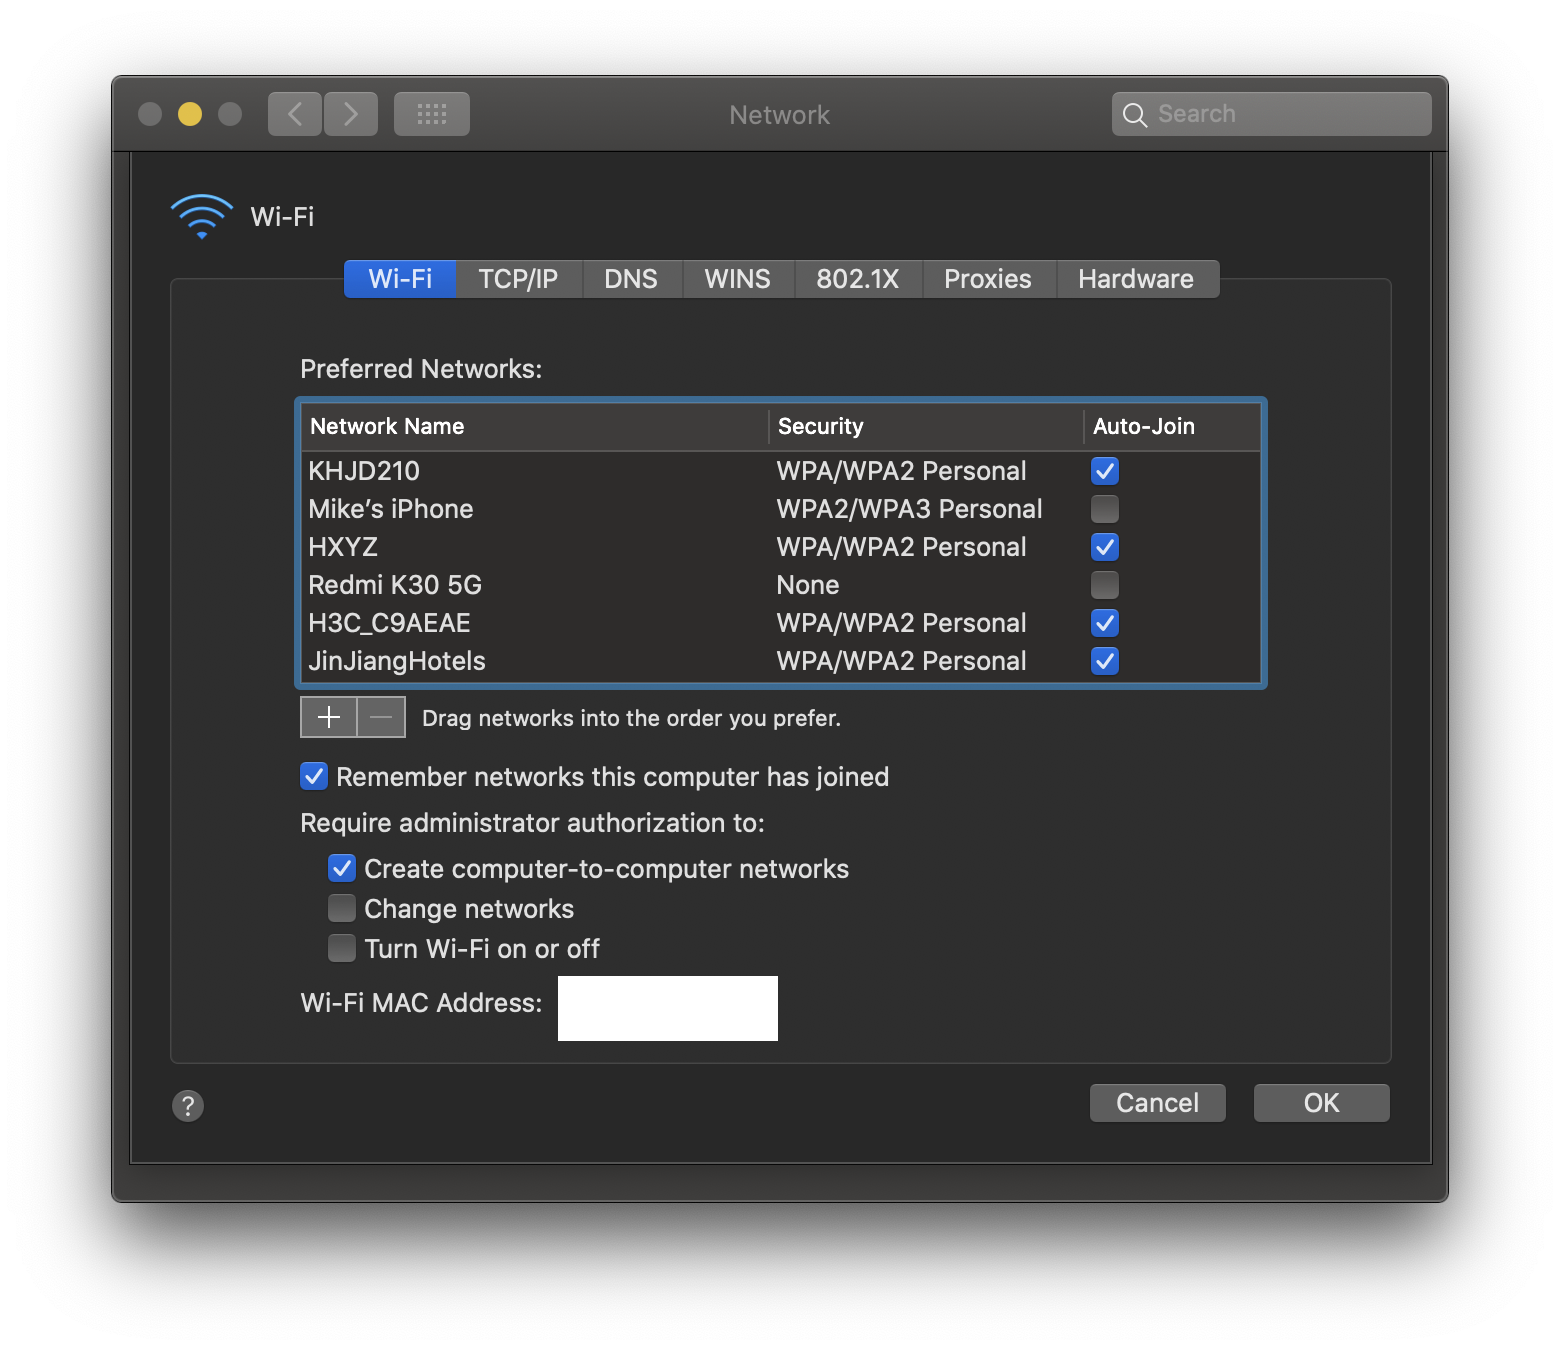 Network
Search
Wi-Fi
Wi-Fi TCP/IP DNS WINS 802.1X Proxies Hardware
Preferred Networks:
Network Name Security Auto-Join
KHJD210 WPA/WPA2 Personal
Mike’s iPhone WPA2/WPA3 Personal
HXYZ WPA/WPA2 Personal
Redmi K30 5G None
H3C_C9AEAE WPA/WPA2 Personal
JinJiangHotels WPA/WPA2 Personal
Drag networks into the order you prefer.
Remember networks this computer has joined
Require administrator authorization to:
Create computer-to-computer networks
Change networks
Turn Wi-Fi on or off
Wi-Fi MAC Address:
? Cancel OK